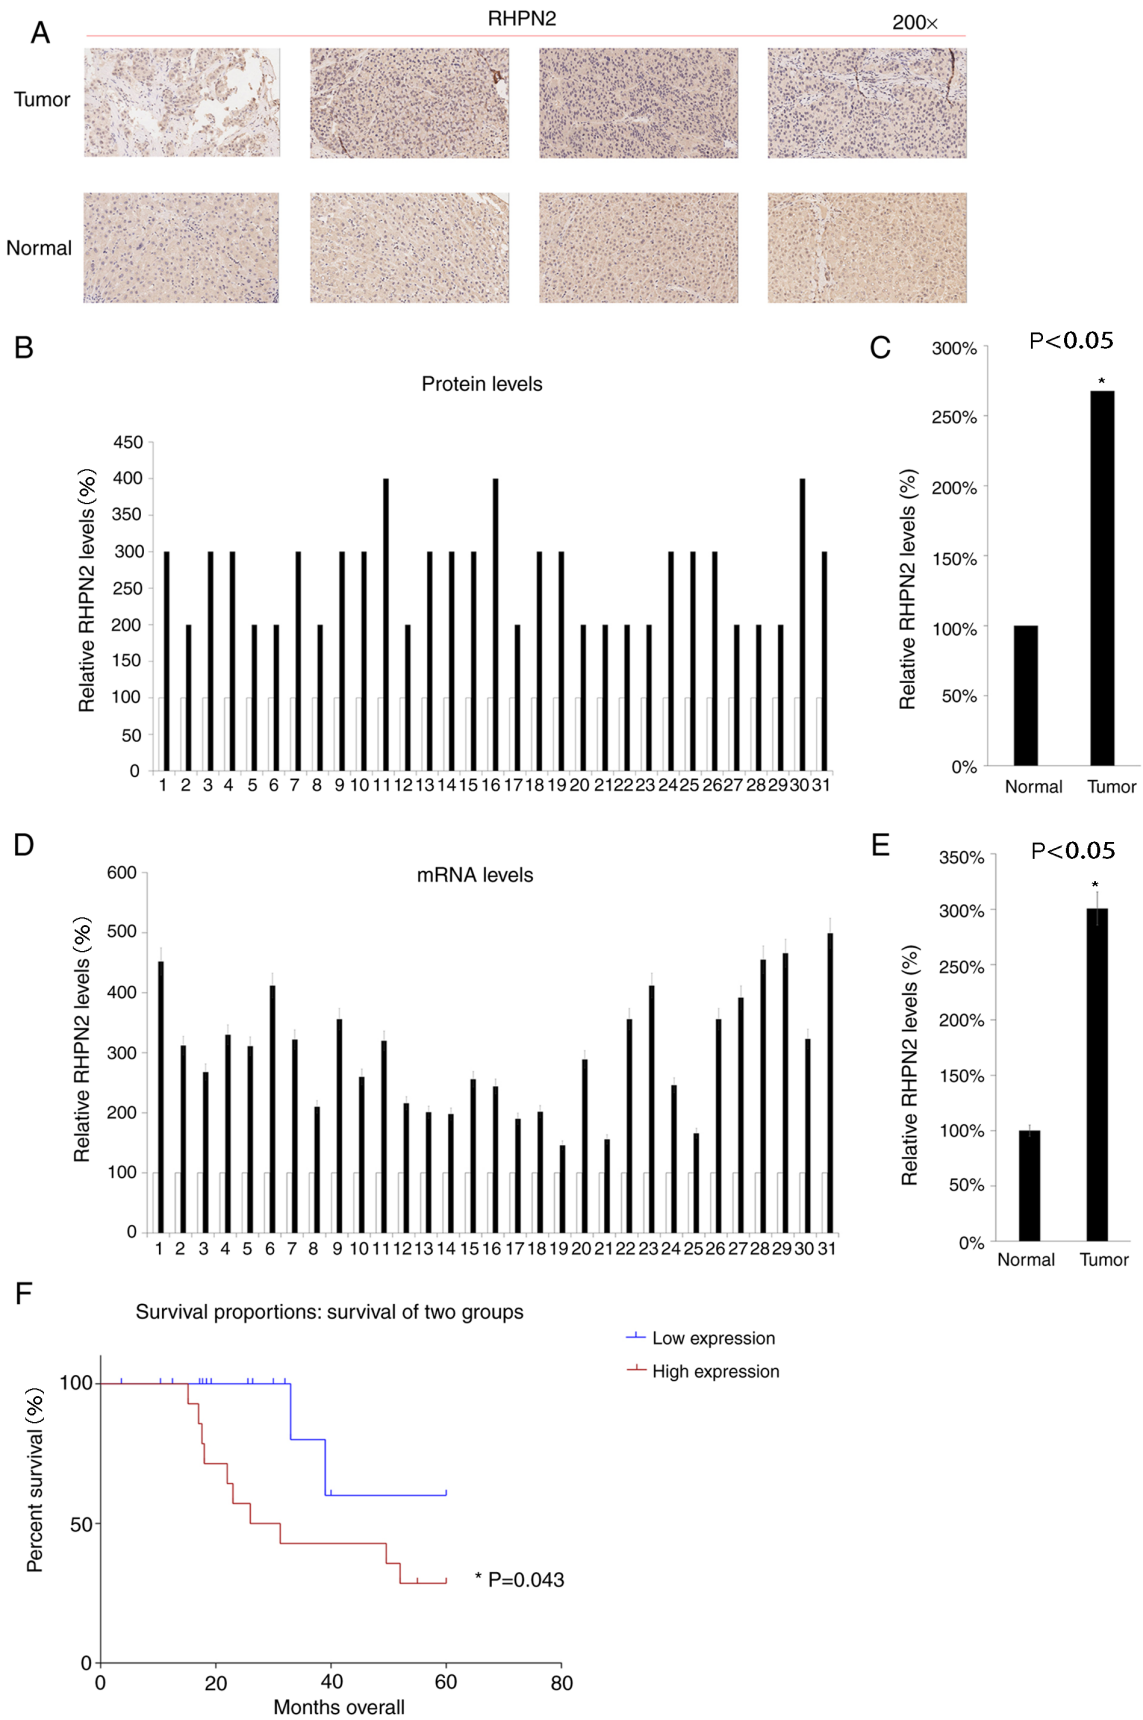 A
RHPN2
200×
Tumor
Normal
B
Protein levels
Relative RHPN2 levels (%)
450
400
350
300
250
200
150
100
50
0
1 2 3 4 5 6 7 8 9 10 11 12 13 14 15 16 17 18 19 20 21 22 23 24 25 26 27 28 29 30 31
C
P<0.05
*
Relative RHPN2 levels (%)
300%
250%
200%
150%
100%
50%
0%
Normal Tumor
D
mRNA levels
Relative RHPN2 levels (%)
600
500
400
300
200
100
0
1 2 3 4 5 6 7 8 9 10 11 12 13 14 15 16 17 18 19 20 21 22 23 24 25 26 27 28 29 30 31
E
P<0.05
*
Relative RHPN2 levels (%)
350%
300%
250%
200%
150%
100%
50%
0%
Normal Tumor
F
Survival proportions: survival of two groups
Low expression
High expression
Percent survival (%)
100
50
0
* P=0.043
0 20 40 60 80
Months overall